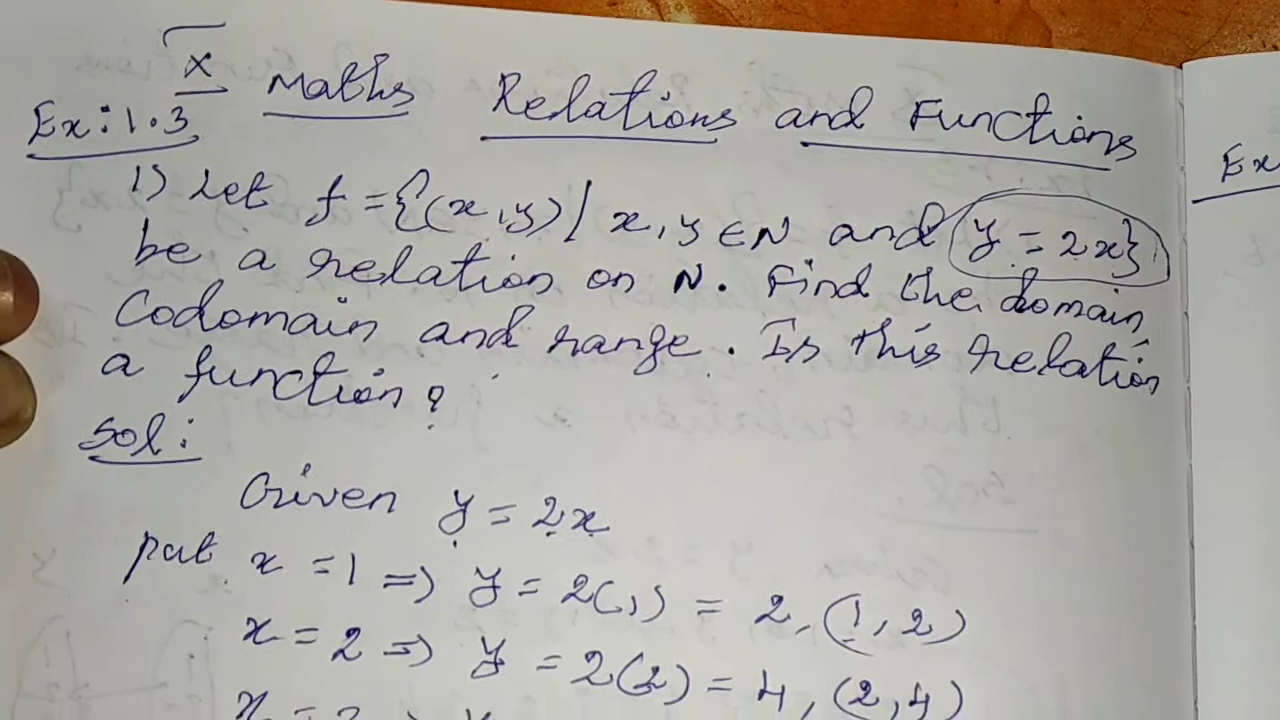 X Maths Relations and Functions
Ex: 1.3
1) Let f = {(x,y) / x,y ∈ N and y = 2x}
be a relation on N. Find the domain
Codomain and range. Is this relation
a function?
Sol:
Given y = 2x
put x = 1 => y = 2(1) = 2, (1,2)
x = 2 => y = 2(2) = 4, (2,4)
Ex